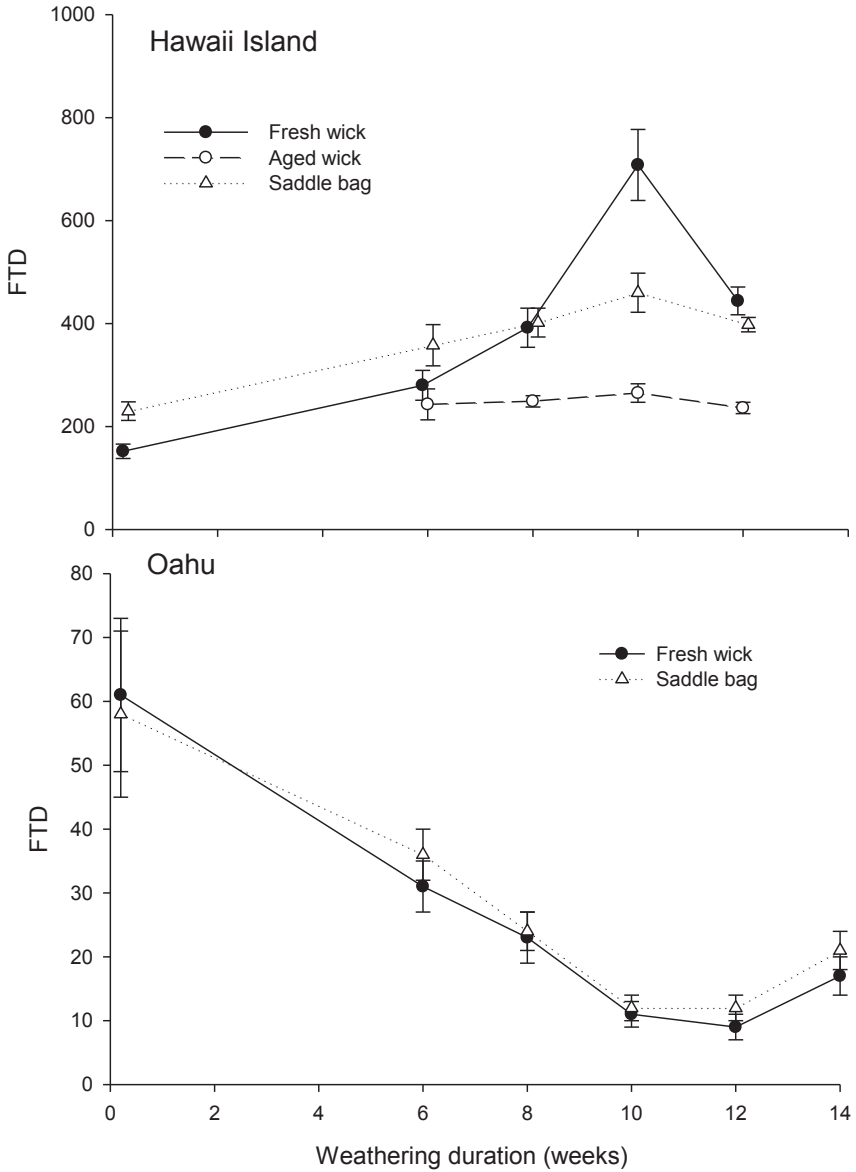 1000
Hawaii Island
800
Fresh wick
Aged wick
Saddle bag
600
FTD
400
200
0
Oahu
80
70
Fresh wick
Saddle bag
60
50
FTD
40
30
20
10
0
0 2 4 6 8 10 12 14
Weathering duration (weeks)